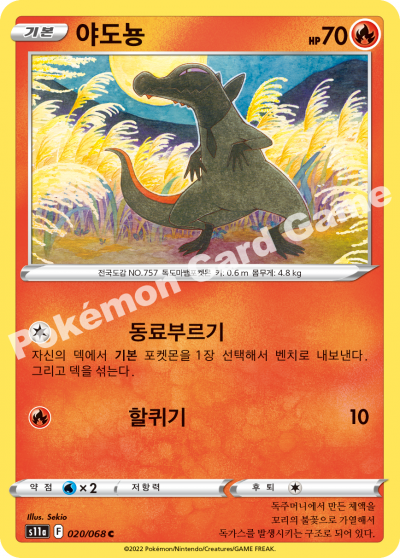 기본 야도뇽 HP 70
전국도감 NO.757 독도마뱀포켓몬 키: 0.6 m 몸무게: 4.8 kg
동료부르기
자신의 덱에서 기본 포켓몬을 1장 선택해서 벤치로 내보낸다.
그리고 덱을 섞는다.
할퀴기 10
약점 ×2 저항력 후퇴
Illus. Sekio
s11a F 020/068 C
독주머니에서 만든 체액을
꼬리의 불꽃으로 가열해서
독가스를 발생시키는 구조로 되어 있다.
©2022 Pokémon/Nintendo/Creatures/GAME FREAK.
Pokémon Card Game